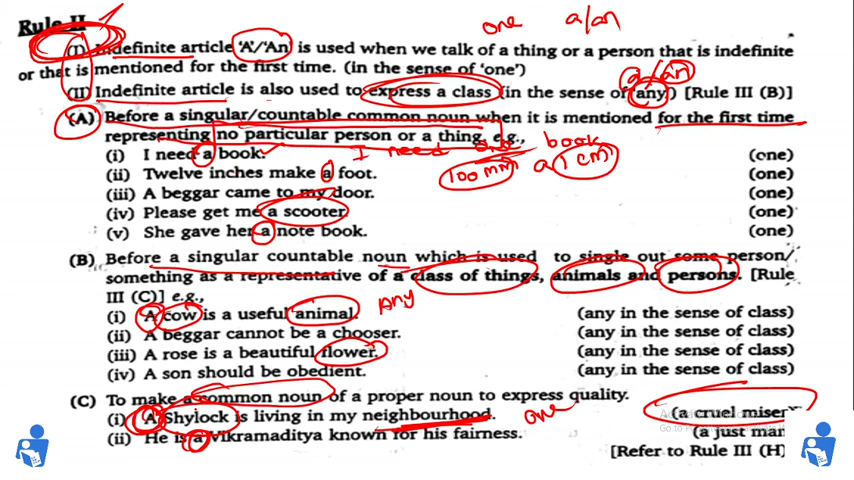 one a/an
Rule-II
(I) Indefinite article 'A'/'An' is used when we talk of a thing or a person that is indefinite
or that is mentioned for the first time. (in the sense of 'one')
a/an
(II) Indefinite article is also used to express a class (in the sense of any) [Rule III (B)]
(A) Before a singular/countable common noun when it is mentioned for the first time
representing no particular person or a thing, e.g.,
I need one book
(i) I need a book. (one)
100 mm a 1 cm
(ii) Twelve inches make a foot. (one)
(iii) A beggar came to my door. (one)
(iv) Please get me a scooter. (one)
(v) She gave her a note book. (one)
(B) Before a singular countable noun which is used to single out some person/
something as a representative of a class of things, animals and persons. [Rule
III (C)] e.g.,
Any
(i) A cow is a useful animal. (any in the sense of class)
(ii) A beggar cannot be a chooser. (any in the sense of class)
(iii) A rose is a beautiful flower. (any in the sense of class)
(iv) A son should be obedient. (any in the sense of class)
(C) To make a common noun of a proper noun to express quality.
(i) A Shylock is living in my neighbourhood. one (a cruel miser
(ii) He is a Vikramaditya known for his fairness. (a just man
[Refer to Rule III (H)]